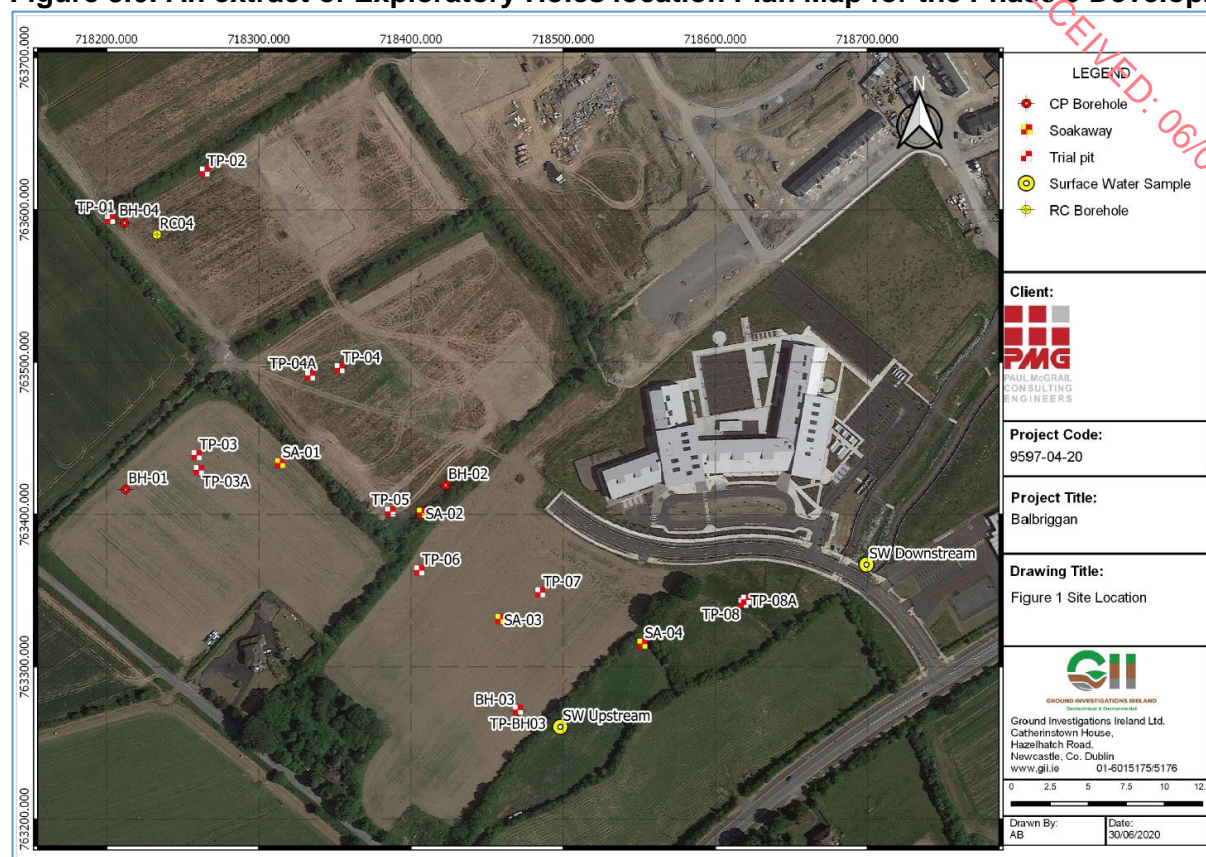 Figure 8.6: An extract of Exploratory Holes location Plan Map for the Phase
CEIVED: 06/0
718200.000 718300.000 718400.000 718500.000 718600.000 718700.000
763700.000
763600.000
763500.000
763400.000
763300.000
763200.000
N
TP-02
TP-01 BH-04
RC04
TP-04A TP-04
TP-03
TP-03A
SA-01
BH-01
BH-02
TP-05
SA-02
TP-06
TP-07
SA-03
TP-08A
TP-08
SA-04
SW Downstream
BH-03
TP-BH03
SW Upstream
LEGEND
CP Borehole
Soakaway
Trial pit
Surface Water Sample
RC Borehole
Client:
PMG
PAUL McGRAIL
CONSULTING
ENGINEERS
Project Code:
9597-04-20
Project Title:
Balbriggan
Drawing Title:
Figure 1 Site Location
GII
GROUND INVESTIGATIONS IRELAND
Geotechnical & Environmental
Ground Investigations Ireland Ltd.
Catherinstown House,
Hazelhatch Road,
Newcastle, Co. Dublin
www.gii.ie 01-6015175/5176
0 2.5 5 7.5 10 12.
Drawn By:
AB
Date:
30/06/2020